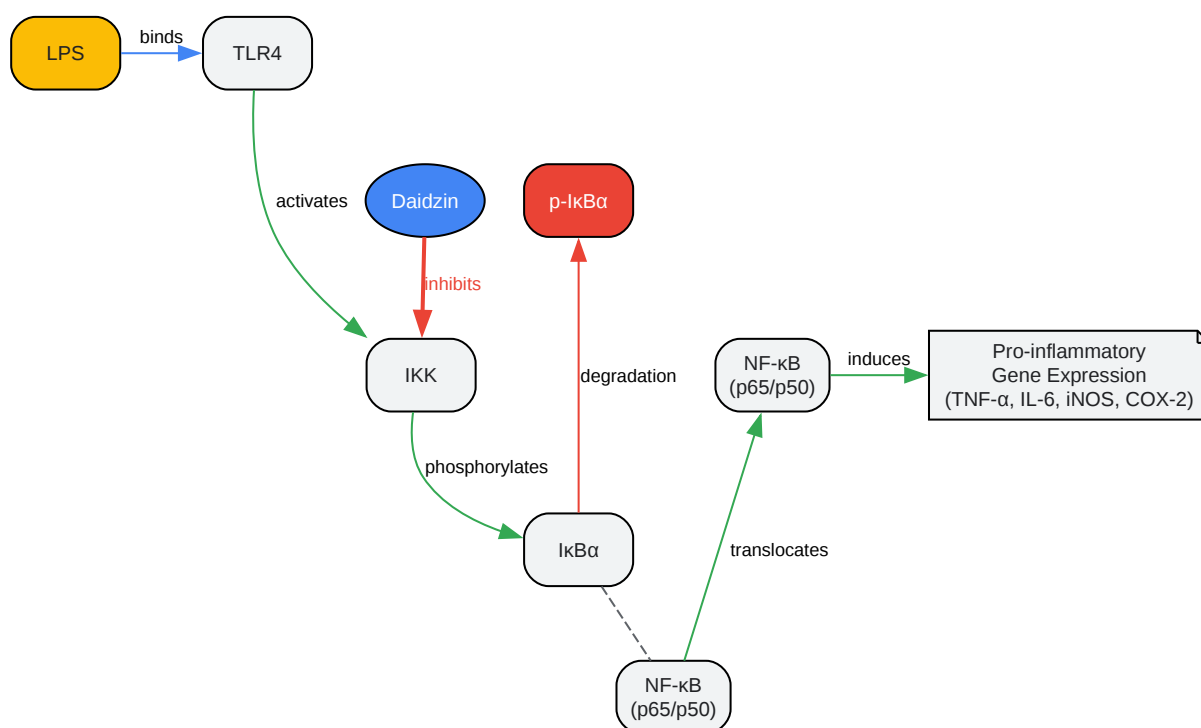 binds
LPS
TLR4
activates
Daidzin
p-IκBα
inhibits
IKK
degradation
NF-κB
(p65/p50)
induces
Pro-inflammatory
Gene Expression
(TNF-α, IL-6, iNOS, COX-2)
phosphorylates
IκBα
translocates
NF-κB
(p65/p50)